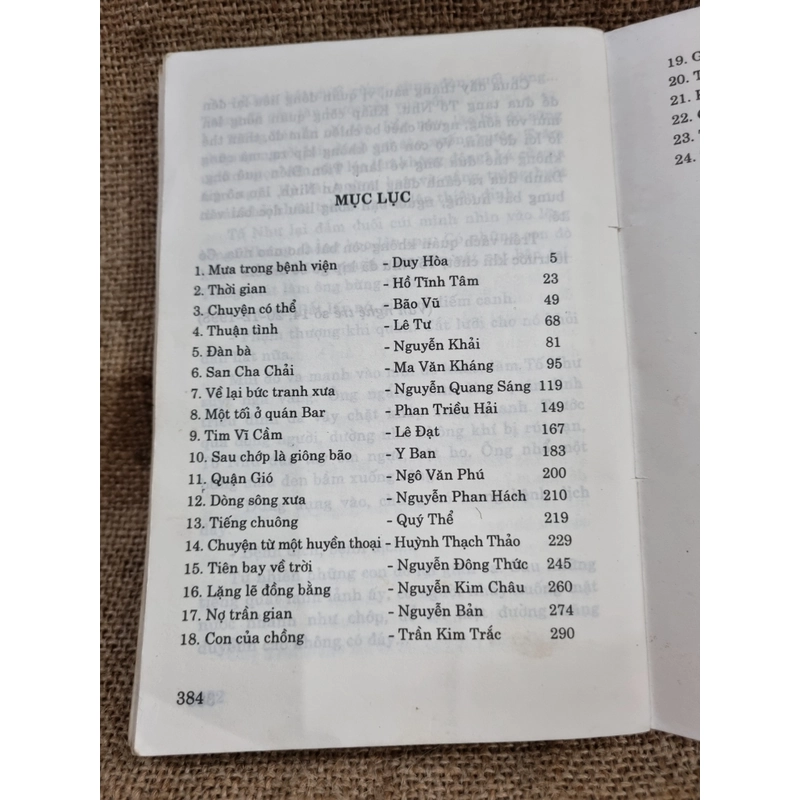 MỤC LỤC
1. Mưa trong bệnh viện - Duy Hòa 5
2. Thời gian - Hồ Tĩnh Tâm 23
3. Chuyện có thể - Bão Vũ 49
4. Thuận tình - Lê Tư 68
5. Đàn bà - Nguyễn Khải 81
6. San Cha Chải - Ma Văn Kháng 95
7. Về lại bức tranh xưa - Nguyễn Quang Sáng 119
8. Một tối ở quán Bar - Phan Triều Hải 149
9. Tim Vĩ Cầm - Lê Đạt 167
10. Sau chớp là giông bão - Y Ban 183
11. Quận Gió - Ngô Văn Phú 200
12. Dòng sông xưa - Nguyễn Phan Hách 210
13. Tiếng chuông - Quý Thể 219
14. Chuyện từ một huyền thoại - Huỳnh Thạch Thảo 229
15. Tiên bay về trời - Nguyễn Đông Thức 245
16. Lặng lẽ đồng bằng - Nguyễn Kim Châu 260
17. Nợ trần gian - Nguyễn Bản 274
18. Con của chồng - Trần Kim Trắc 290
384
19. G
20. T
21.
22.
23.
24.